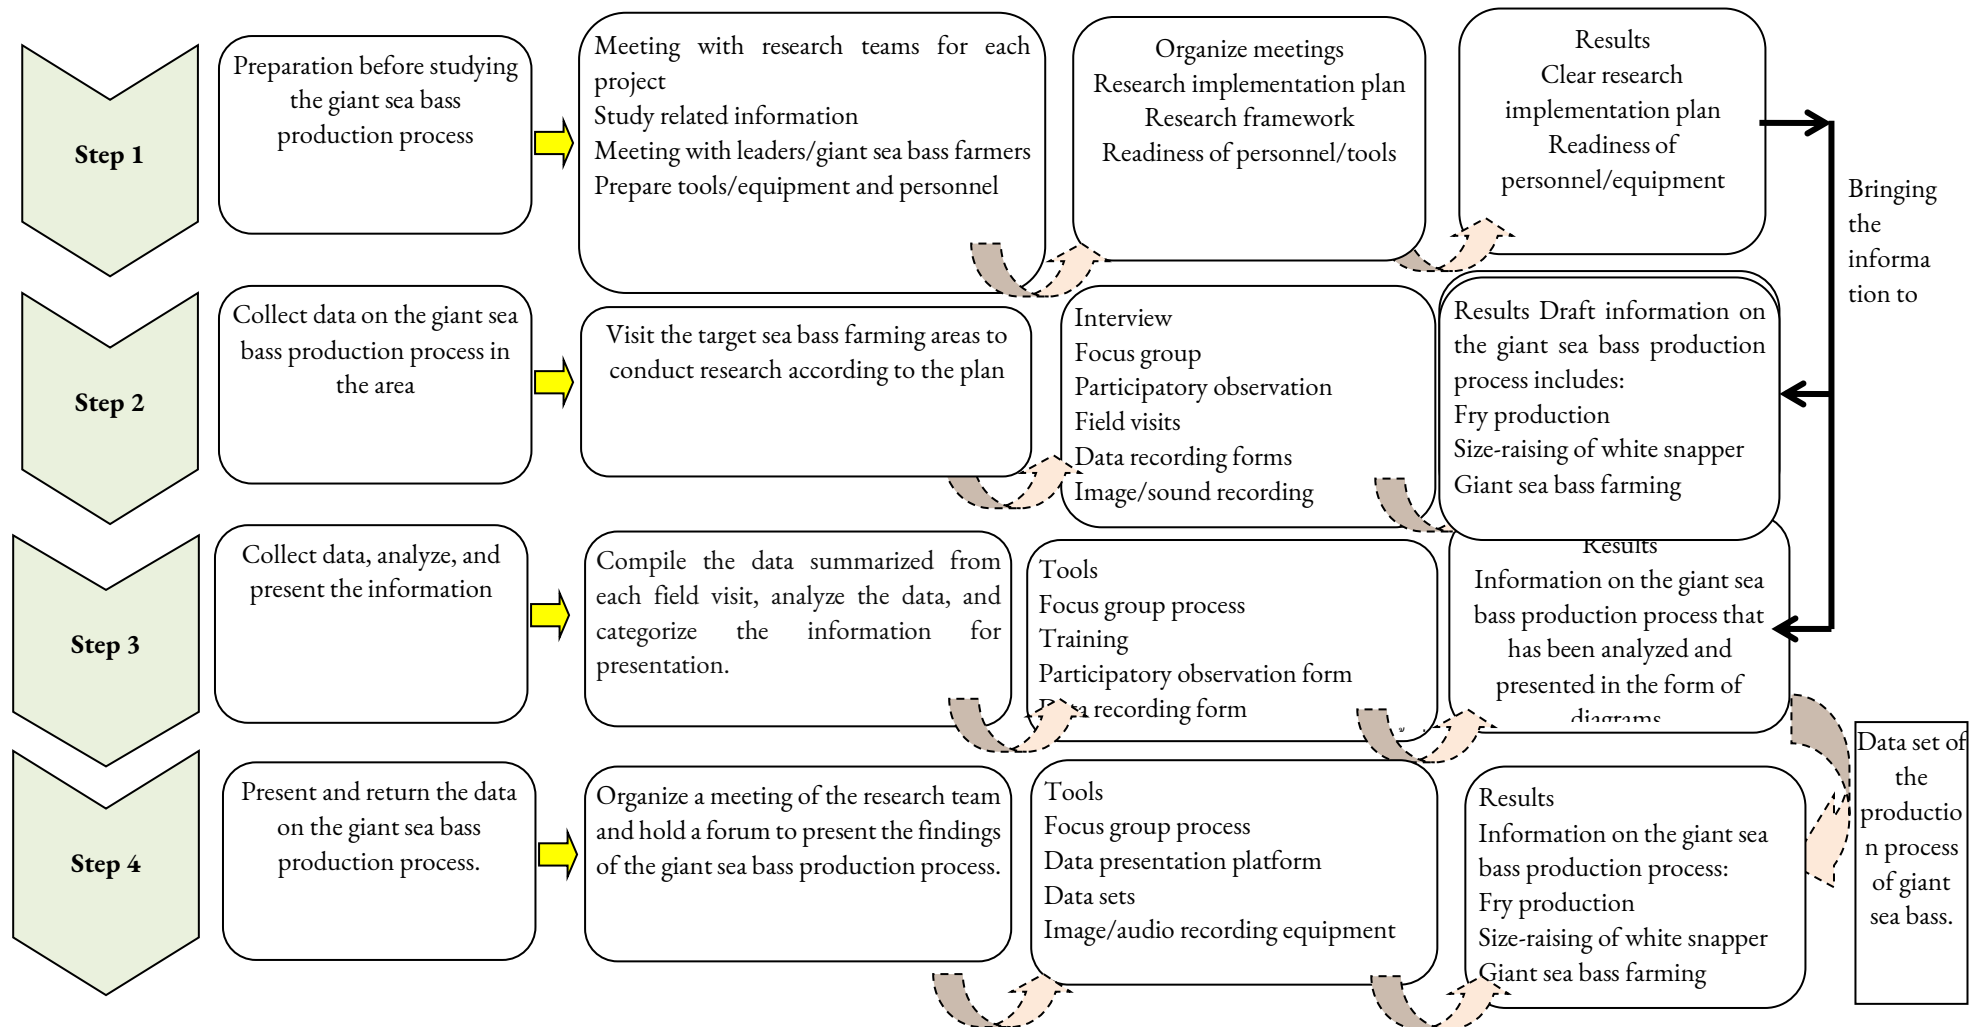 Step 1
Preparation before studying
the giant sea bass
production process
Meeting with research teams for each
project
Study related information
Meeting with leaders/giant sea bass farmers
Prepare tools/equipment and personnel
Organize meetings
Research implementation plan
Research framework
Readiness of personnel/tools
Results
Clear research
implementation plan
Readiness of
personnel/equipment
Bringing
the
informa
tion to
Step 2
Collect data on the giant sea
bass production process in
the area
Visit the target sea bass farming areas to
conduct research according to the plan
Interview
Focus group
Participatory observation
Field visits
Data recording forms
Image/sound recording
Results Draft information on
the giant sea bass production
process includes:
Fry production
Size-raising of white snapper
Giant sea bass farming
Step 3
Collect data, analyze, and
present the information
Compile the data summarized from
each field visit, analyze the data, and
categorize the information for
presentation.
Tools
Focus group process
Training
Participatory observation form
Data recording form
Results
Information on the giant sea
bass production process that
has been analyzed and
presented in the form of
diagrams
Step 4
Present and return the data
on the giant sea bass
production process.
Organize a meeting of the research team
and hold a forum to present the findings
of the giant sea bass production process.
Tools
Focus group process
Data presentation platform
Data sets
Image/audio recording equipment
Results
Information on the giant sea
bass production process:
Fry production
Size-raising of white snapper
Giant sea bass farming
Data set of
the
productio
n process
of giant
sea bass.